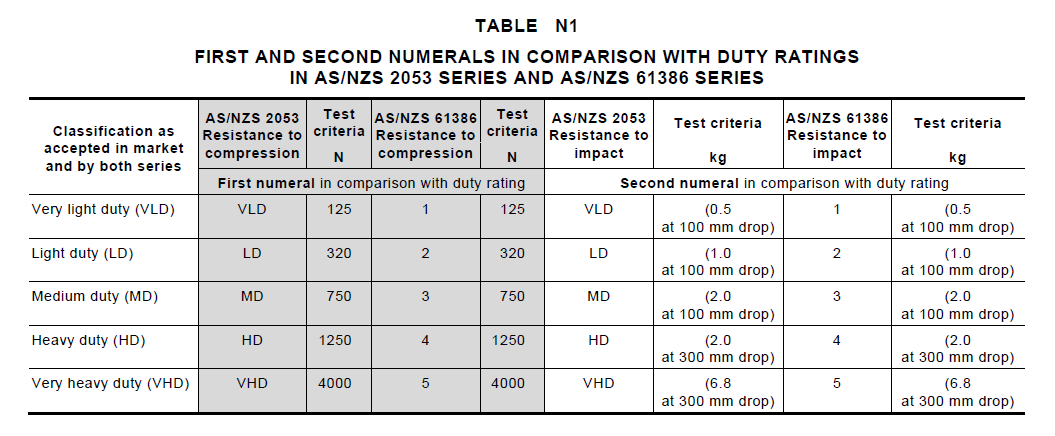 TABLE N1
FIRST AND SECOND NUMERALS IN COMPARISON WITH DUTY RATINGS
IN AS/NZS 2053 SERIES AND AS/NZS 61386 SERIES
Classification as
accepted in market
and by both series
AS/NZS 2053
Resistance to
compression
Test
criteria
N
AS/NZS 61386
Resistance to
compression
Test
criteria
N
AS/NZS 2053
Resistance to
impact
Test criteria
kg
AS/NZS 61386
Resistance to
impact
Test criteria
kg
First numeral in comparison with duty rating
Second numeral in comparison with duty rating
Very light duty (VLD) VLD 125 1 125 VLD (0.5 1 (0.5
at 100 mm drop) at 100 mm drop)
Light duty (LD) LD 320 2 320 LD (1.0 2 (1.0
at 100 mm drop) at 100 mm drop)
Medium duty (MD) MD 750 3 750 MD (2.0 3 (2.0
at 100 mm drop) at 100 mm drop)
Heavy duty (HD) HD 1250 4 1250 HD (2.0 4 (2.0
at 300 mm drop) at 300 mm drop)
Very heavy duty (VHD) VHD 4000 5 4000 VHD (6.8 5 (6.8
at 300 mm drop) at 300 mm drop)